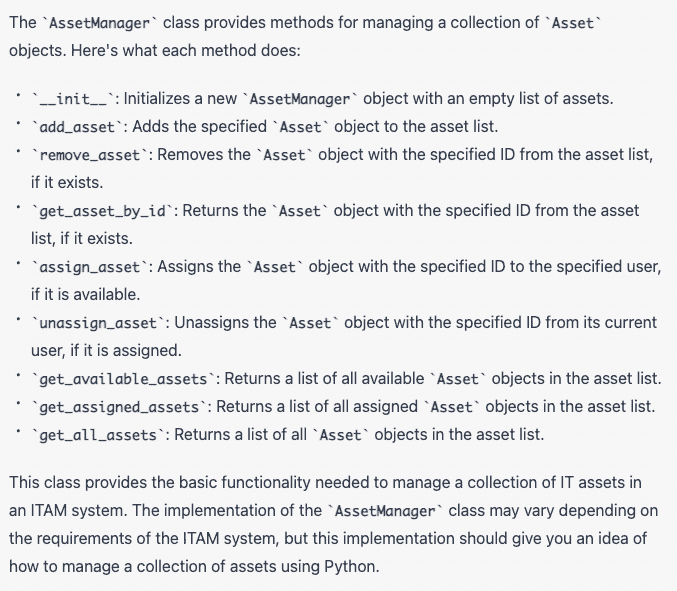 The `AssetManager` class provides methods for managing a collection of `Asset`
objects. Here's what each method does:
• `__init__`: Initializes a new `AssetManager` object with an empty list of assets.
• `add_asset`: Adds the specified `Asset` object to the asset list.
• `remove_asset`: Removes the `Asset` object with the specified ID from the asset list,
if it exists.
• `get_asset_by_id`: Returns the `Asset` object with the specified ID from the asset
list, if it exists.
• `assign_asset`: Assigns the `Asset` object with the specified ID to the specified user,
if it is available.
• `unassign_asset`: Unassigns the `Asset` object with the specified ID from its current
user, if it is assigned.
• `get_available_assets`: Returns a list of all available `Asset` objects in the asset list.
• `get_assigned_assets`: Returns a list of all assigned `Asset` objects in the asset list.
• `get_all_assets`: Returns a list of all `Asset` objects in the asset list.
This class provides the basic functionality needed to manage a collection of IT assets in
an ITAM system. The implementation of the `AssetManager` class may vary depending on
the requirements of the ITAM system, but this implementation should give you an idea of
how to manage a collection of assets using Python.